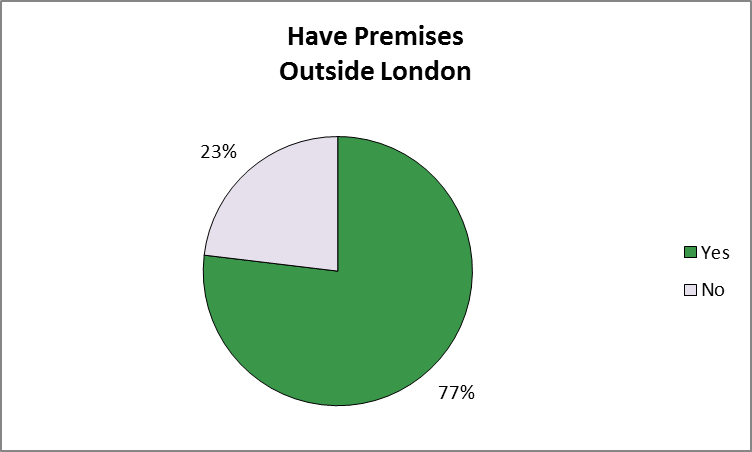 Have Premises
Outside London
23%
Yes
No
77%